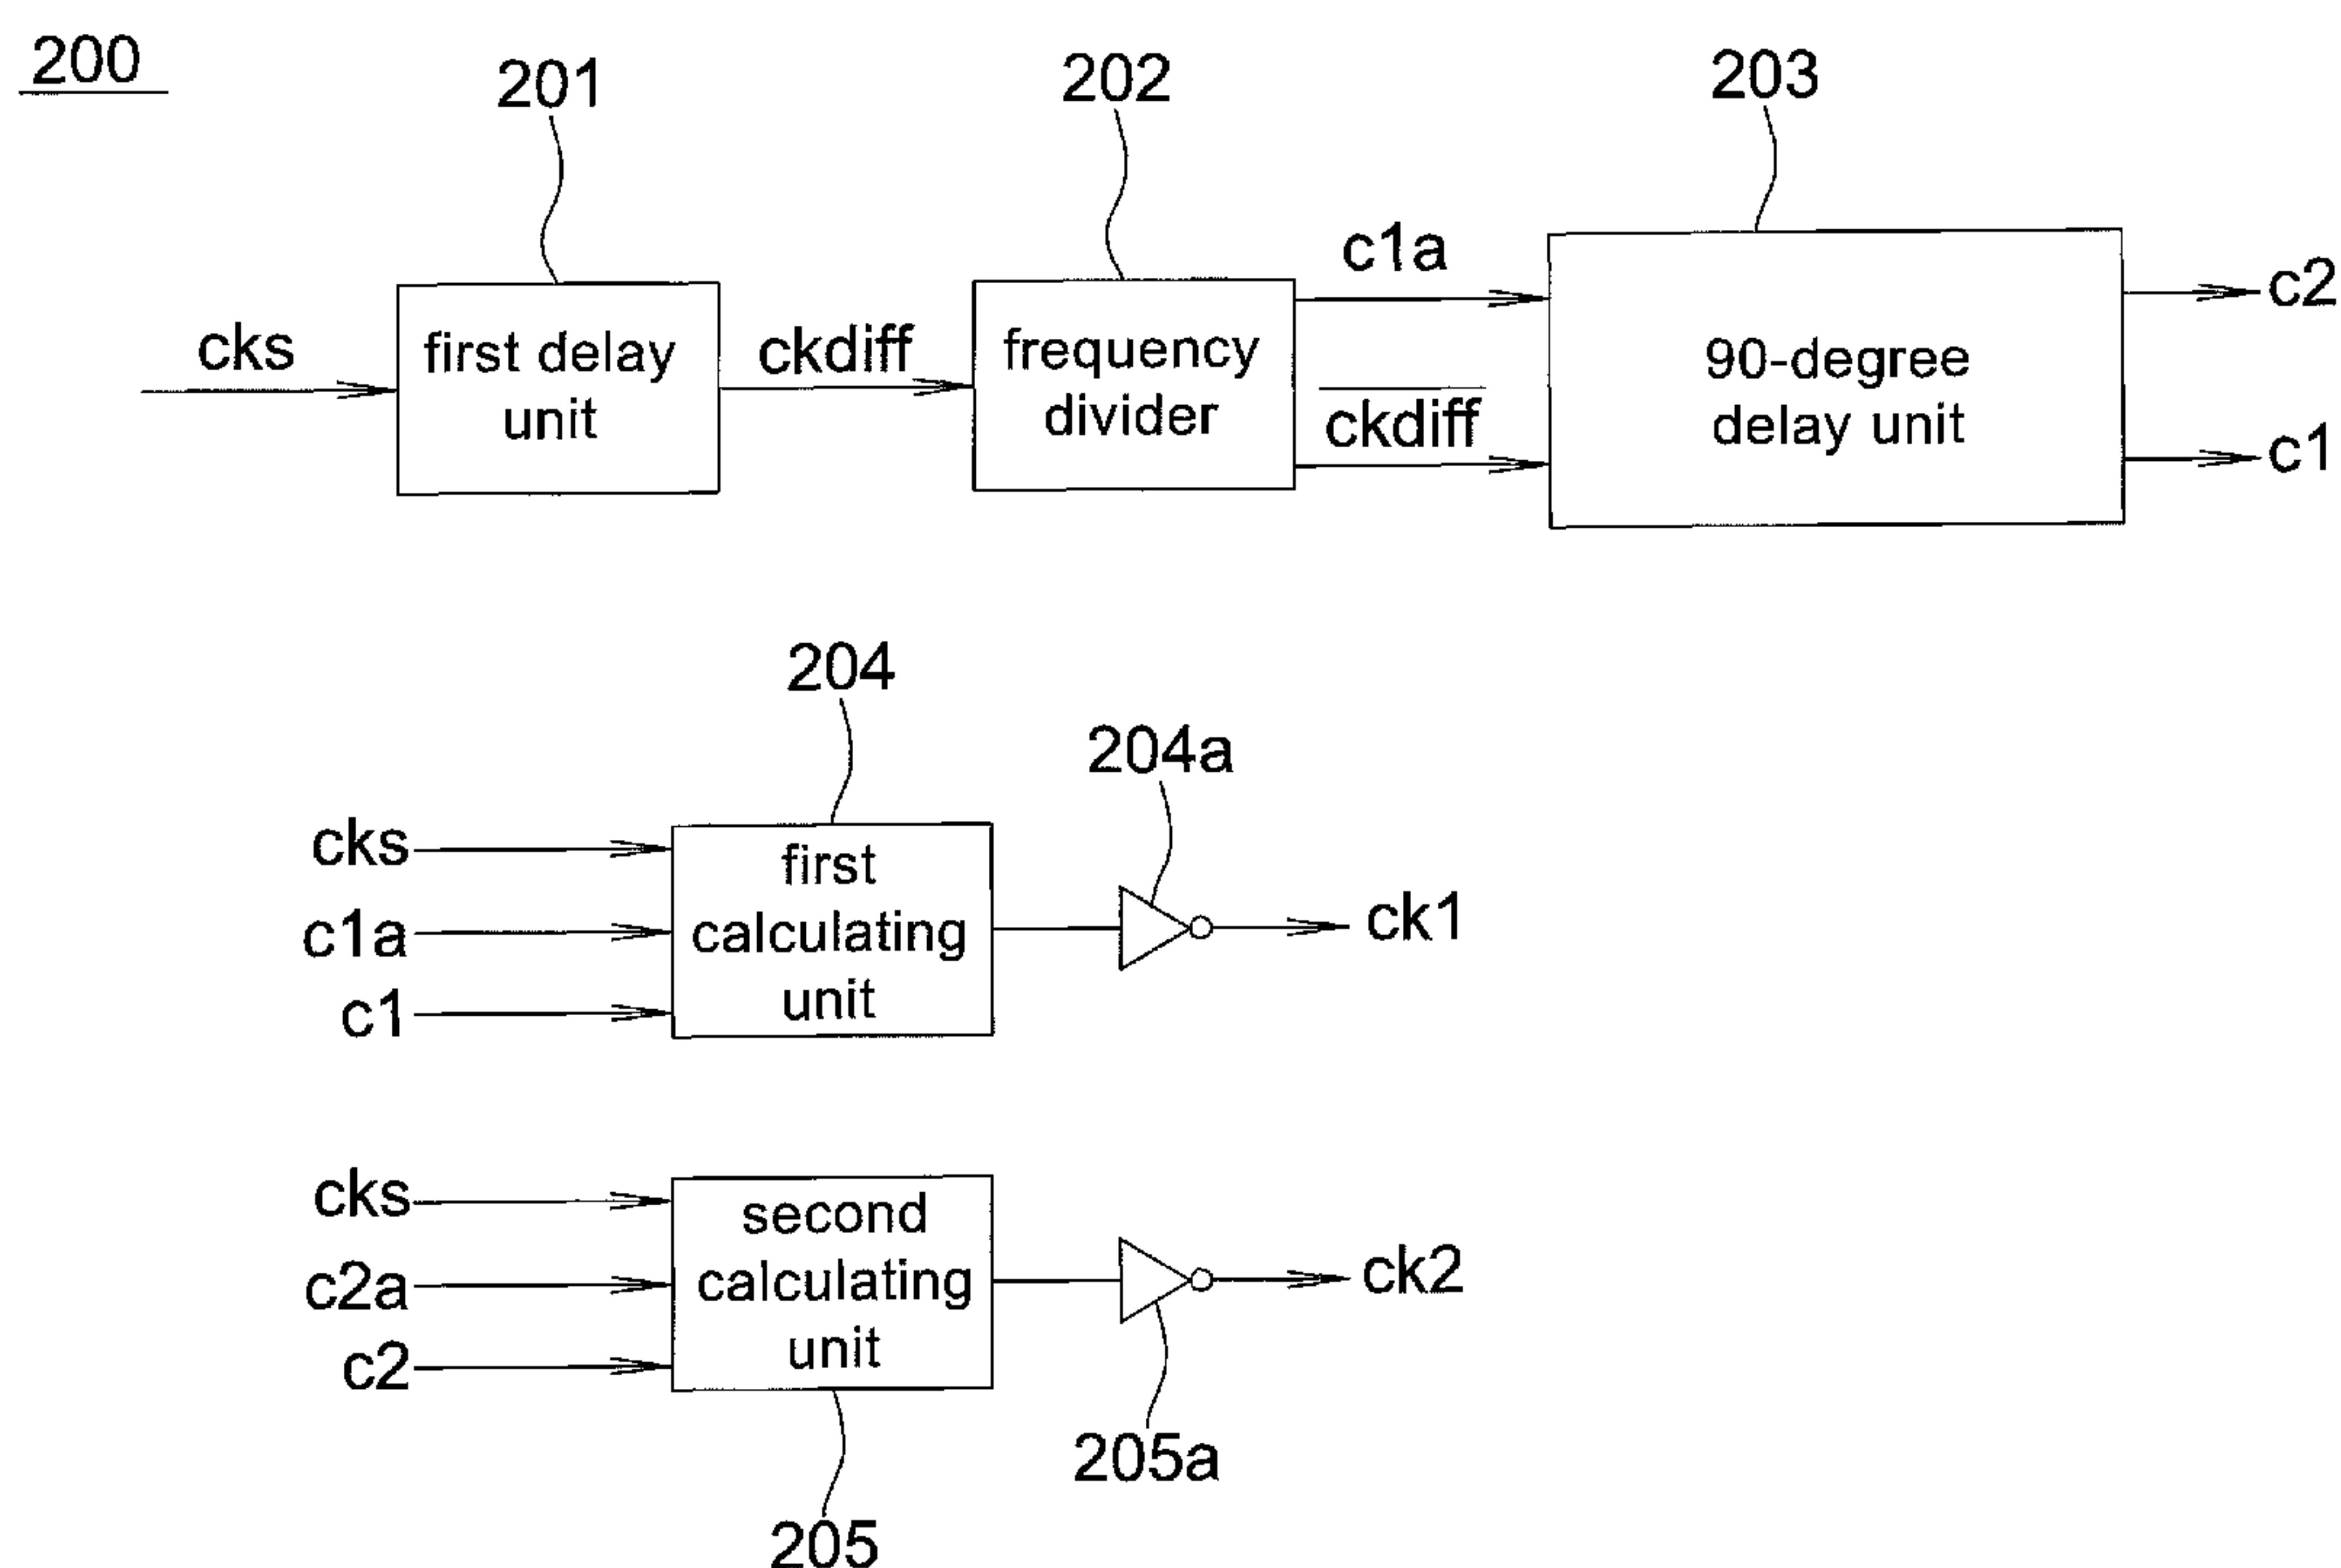 200
201
202
203
cks
first delay
unit
ckdiff
frequency
divider
c1a
ckdiff
90-degree
delay unit
c2
c1
204
204a
cks
c1a
c1
first
calculating
unit
ck1
cks
c2a
c2
second
calculating
unit
ck2
205a
205